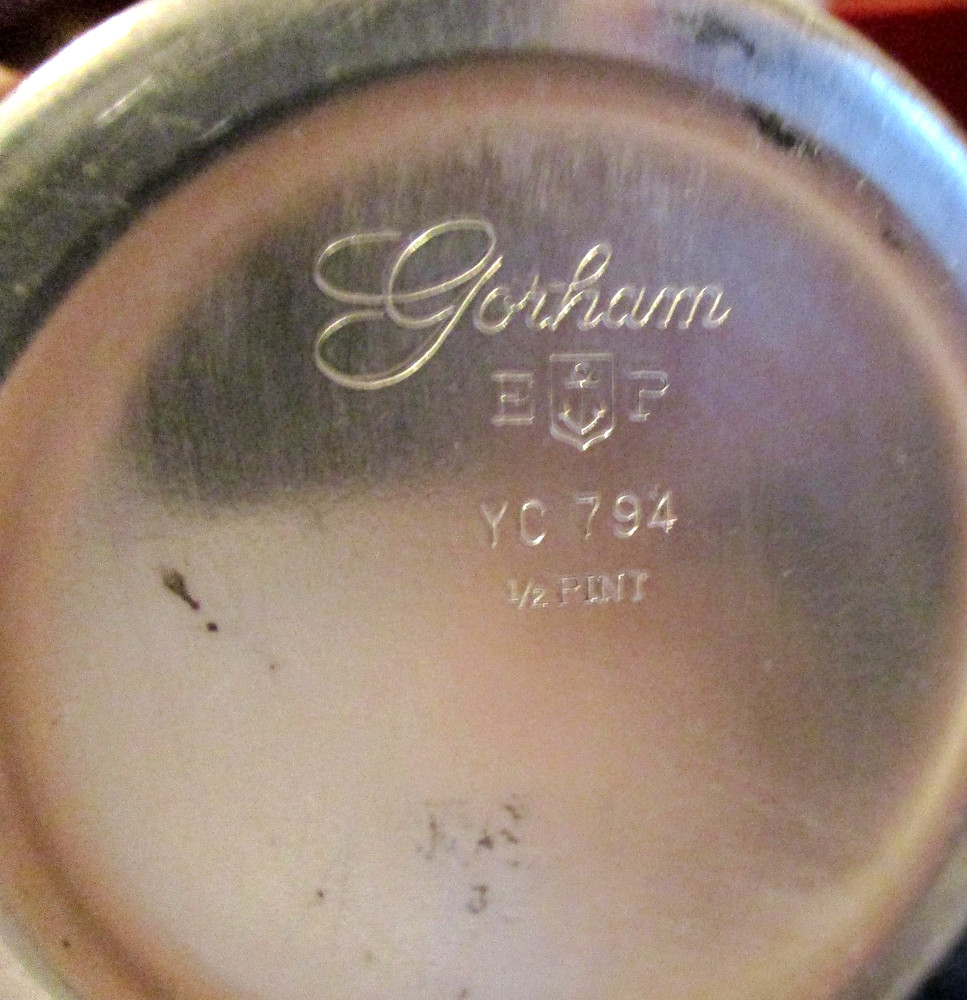 Gorham
E P
YC 794
1/2 PINT